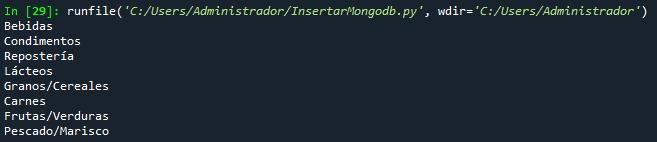 In [29]: runfile('C:/Users/Administrador/InsertarMongodb.py', wdir='C:/Users/Administrador')
Bebidas
Condimentos
Repostería
Lácteos
Granos/Cereales
Carnes
Frutas/Verduras
Pescado/Marisco